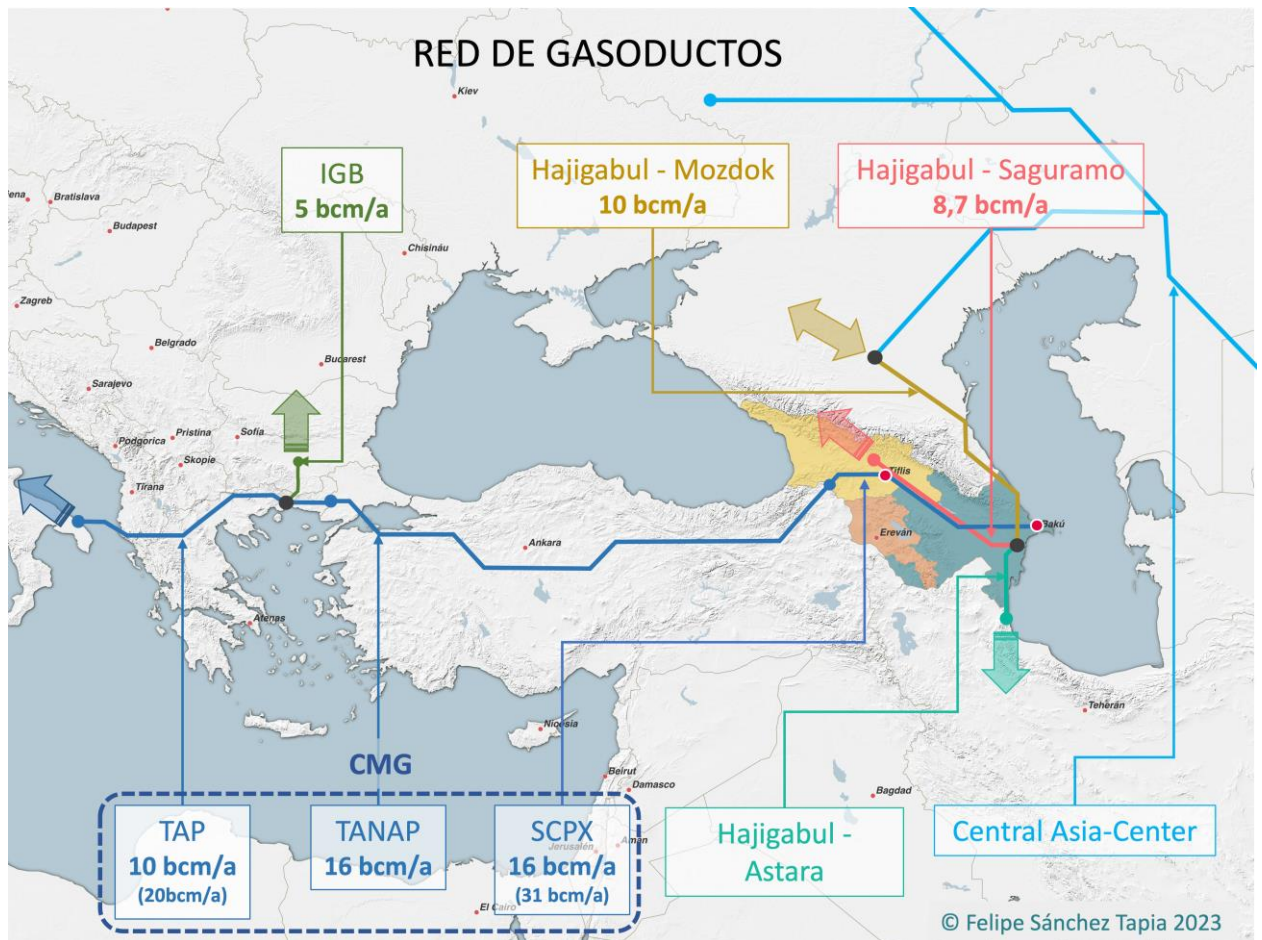 RED DE GASODUCTOS
Kiev
IGB
5 bcm/a
Hajigabul - Mozdok
10 bcm/a
Hajigabul - Saguramo
8,7 bcm/a
ena
Bratislava
Budapest
Chisináu
Zagreb
Belgrado
Bucarest
Sarajevo
Podgorica
Pristina
Sofía
Skopie
Tirana
Tiflis
Bakú
Ereván
Ankara
Atenas
Teherán
Nicosia
CMG
Beirut
Damasco
Bagdad
TAP
10 bcm/a
(20bcm/a)
TANAP
16 bcm/a
SCPX
16 bcm/a
(31 bcm/a)
Jerusalén
Amán
Hajigabul -
Astara
Central Asia-Center
El Cairo
© Felipe Sánchez Tapia 2023